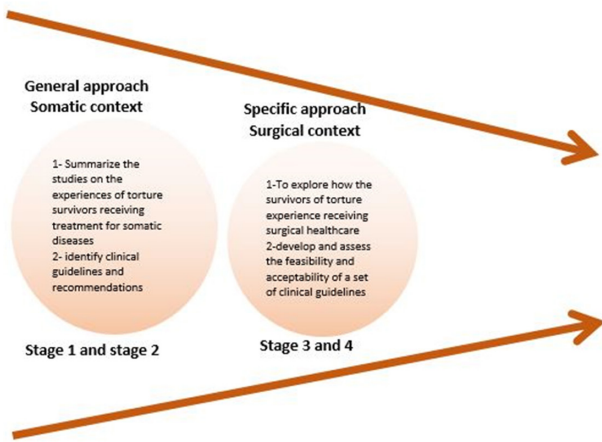 General approach
Somatic context
1- Summarize the
studies on the
experiences of torture
survivors receiving
treatment for somatic
diseases
2- identify clinical
guidelines and
recommendations
Stage 1 and stage 2
Specific approach
Surgical context
1-To explore how the
survivors of torture
experience receiving
surgical healthcare
2-develop and assess
the feasibility and
acceptability of a set
of clinical guidelines
Stage 3 and 4